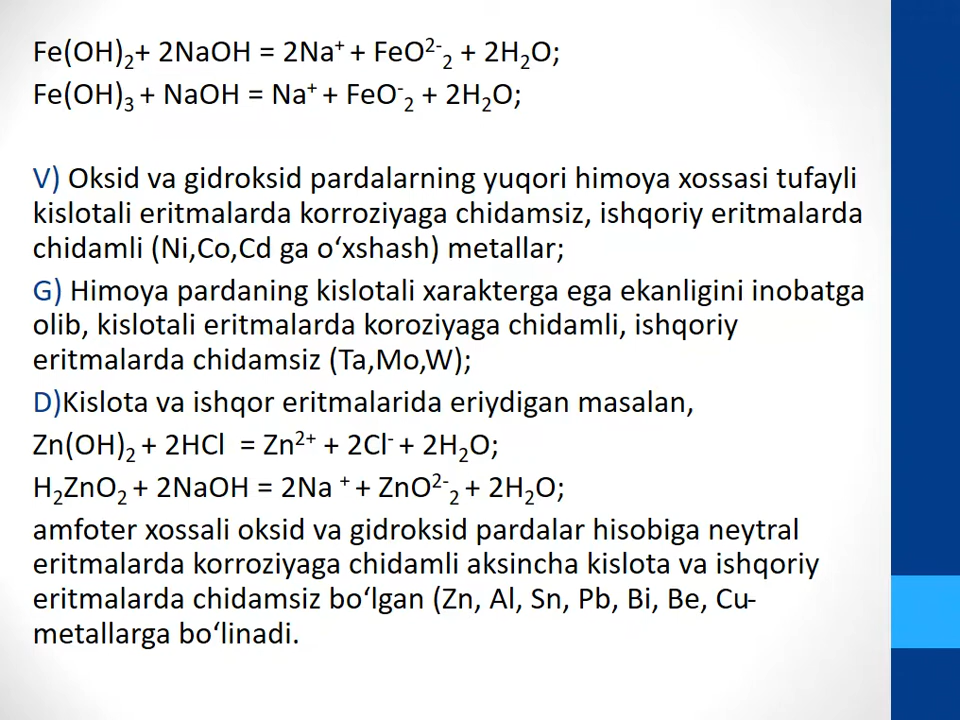 Fe(OH)₂+ 2NaOH = 2Na⁺ + FeO²⁻₂ + 2H₂O;
Fe(OH)₃ + NaOH = Na⁺ + FeO⁻₂ + 2H₂O;
V) Oksid va gidroksid pardalarning yuqori himoya xossasi tufayli
kislotali eritmalarda korroziyaga chidamsiz, ishqoriy eritmalarda
chidamli (Ni,Co,Cd ga o‘xshash) metallar;
G) Himoya pardaning kislotali xarakterga ega ekanligini inobatga
olib, kislotali eritmalarda koroziyaga chidamli, ishqoriy
eritmalarda chidamsiz (Ta,Mo,W);
D)Kislota va ishqor eritmalarida eriydigan masalan,
Zn(OH)₂ + 2HCl = Zn²⁺ + 2Cl⁻ + 2H₂O;
H₂ZnO₂ + 2NaOH = 2Na ⁺ + ZnO²⁻₂ + 2H₂O;
amfoter xossali oksid va gidroksid pardalar hisobiga neytral
eritmalarda korroziyaga chidamli aksincha kislota va ishqoriy
eritmalarda chidamsiz bo‘lgan (Zn, Al, Sn, Pb, Bi, Be, Cu-
metallarga bo‘linadi.